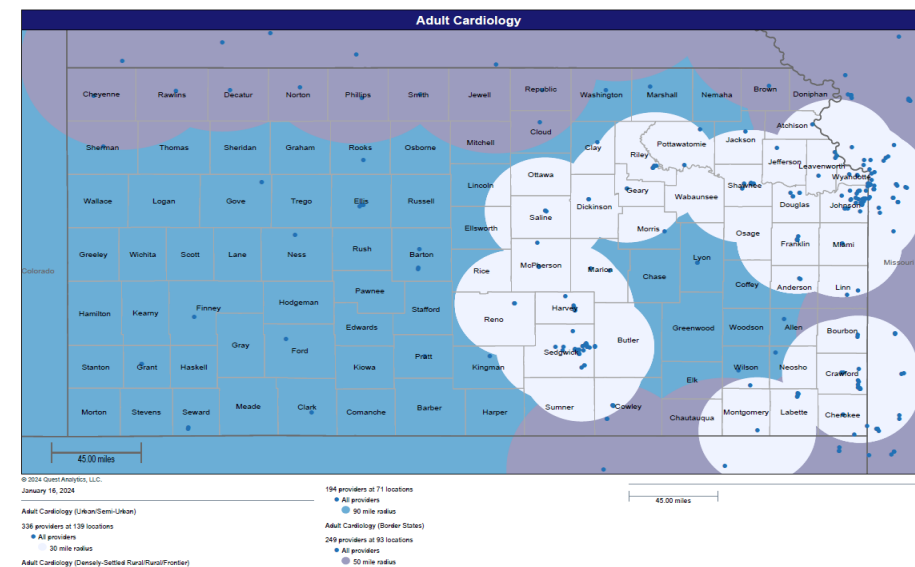 Adult Cardiology
Cheyenne Rawlins Decatur Norton Phillips Smith Jewell Republic Washington Marshall Nemaha Brown Doniphan
Atchison
Sherman Thomas Sheridan Graham Rooks Osborne Mitchell Cloud Clay Riley Pottawatomie Jackson
Jefferson Leavenworth
Wyandotte
Lincoln Ottawa Geary Wabaunsee Shawnee
Wallace Logan Gove Trego Ellis Russell Saline Dickinson Douglas Johnson
Ellsworth Morris Osage
Greeley Wichita Scott Lane Ness Rush Barton Rice McPherson Marion Chase Lyon Franklin Miami
Colorado Missouri
Hamilton Kearny Finney Hodgeman Pawnee Stafford Reno Harvey Coffey Anderson Linn
Gray Ford Edwards Sedgwick Butler Greenwood Woodson Allen Bourbon
Stanton Grant Haskell Kiowa Pratt Kingman Elk Wilson Neosho Crawford
Morton Stevens Seward Meade Clark Comanche Barber Harper Sumner Cowley Chautauqua Montgomery Labette Cherokee
45.00 miles
© 2024 Quest Analytics, LLC.
January 16, 2024
Adult Cardiology (Urban/Semi-Urban)
336 providers at 139 locations
All providers
30 mile radius
Adult Cardiology (Densely-Settled Rural/Rural/Frontier)
194 providers at 71 locations
All providers
90 mile radius
Adult Cardiology (Border States)
249 providers at 93 locations
All providers
50 mile radius
45.00 miles